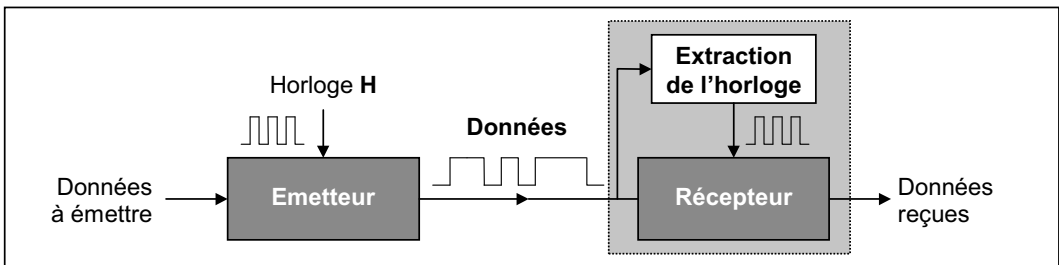 Extraction
de l'horloge
Horloge H
Données
Données
à émettre
Emetteur
Récepteur
Données
reçues